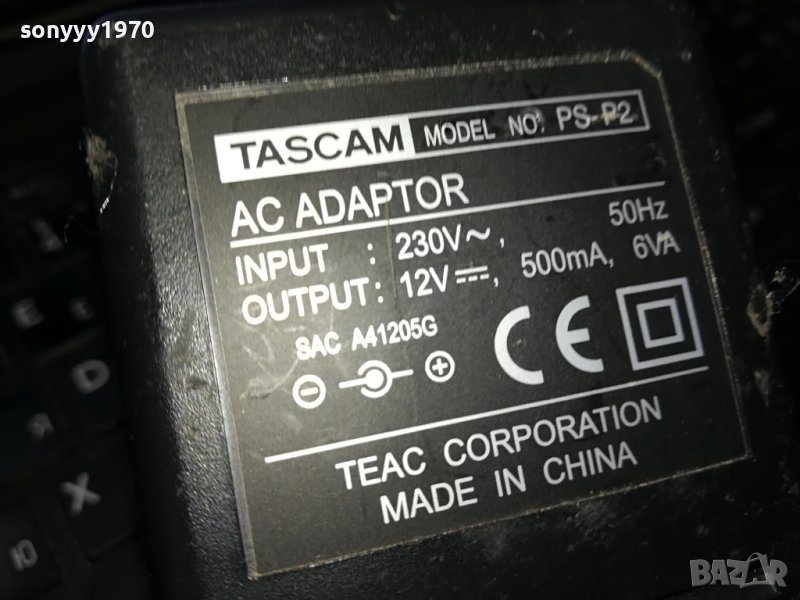 sonyyy1970
TASCAM MODEL NO: PS-P2
AC ADAPTOR
INPUT : 230V~, 50Hz
OUTPUT: 12V⎓, 500mA, 6VA
SAC A41205G
CE
TEAC CORPORATION
MADE IN CHINA
E
D
Я
X
Ю
BAZAR